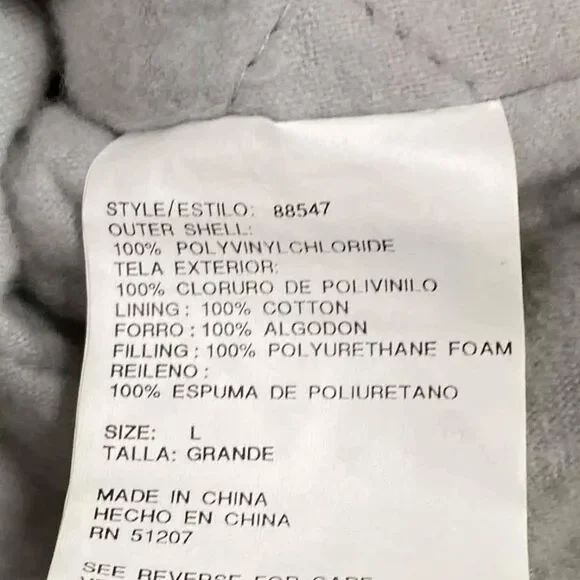 STYLE/ESTILO: 88547
OUTER SHELL:
100% POLYVINYLCHLORIDE
TELA EXTERIOR:
100% CLORURO DE POLIVINILO
LINING: 100% COTTON
FORRO: 100% ALGODON
FILLING: 100% POLYURETHANE FOAM
REILENO:
100% ESPUMA DE POLIURETANO
SIZE: L
TALLA: GRANDE
MADE IN CHINA
HECHO EN CHINA
RN 51207
SEE REVERSE FOR CARE